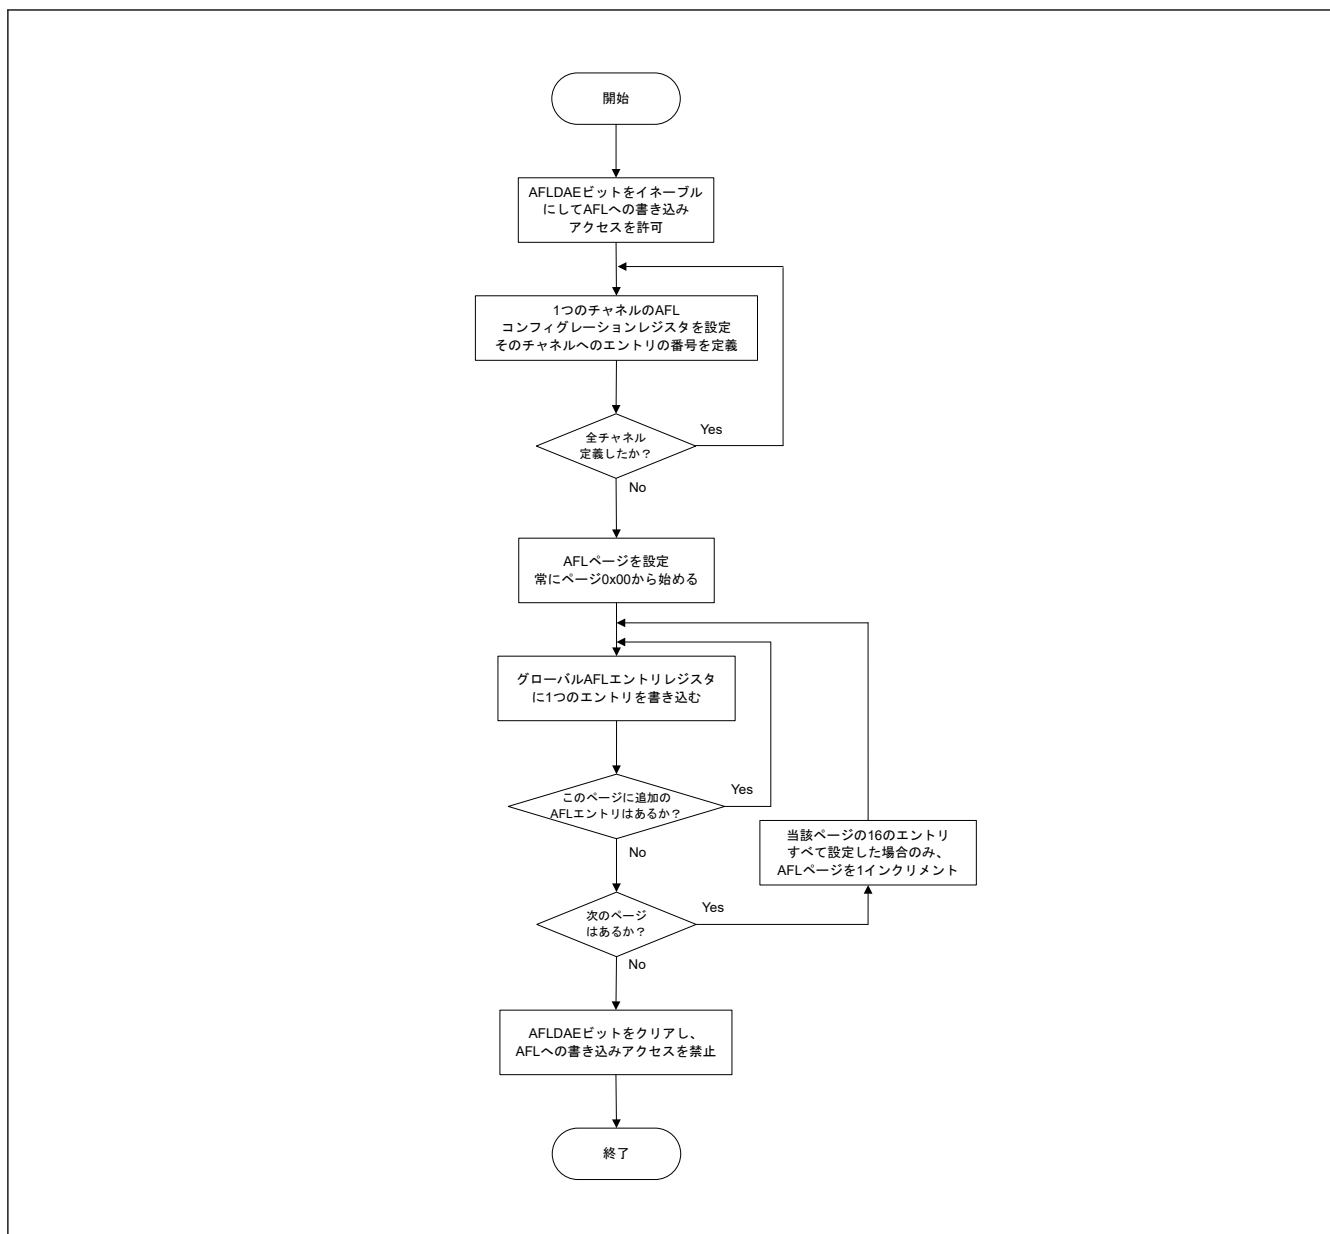 開始
AFLDAEビットをイネーブル
にしてAFLへの書き込み
アクセスを許可
1つのチャネルのAFL
コンフィグレーションレジスタを設定
そのチャネルへのエントリの番号を定義
全チャネル
定義したか？
Yes
No
AFLページを設定
常にページ0x00から始める
グローバルAFLエントリレジスタ
に1つのエントリを書き込む
このページに追加の
AFLエントリはあるか？
Yes
No
当該ページの16のエントリ
すべて設定した場合のみ、
AFLページを1インクリメント
次のページ
はあるか？
Yes
No
AFLDAEビットをクリアし、
AFLへの書き込みアクセスを禁止
終了